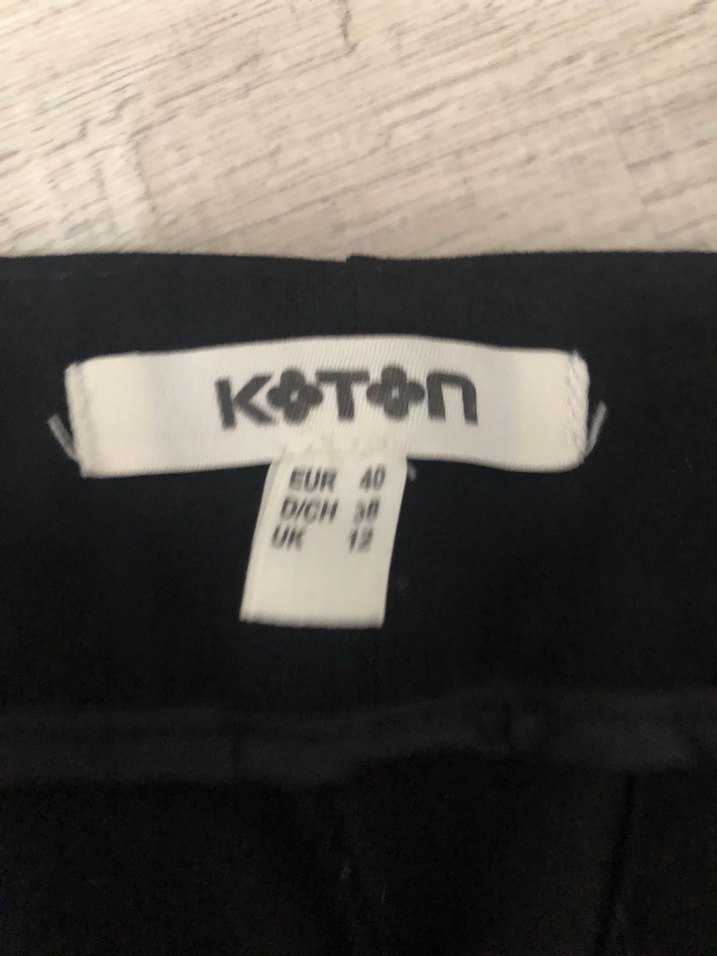 KOTON
EUR 40
D/CH 38
UK 12